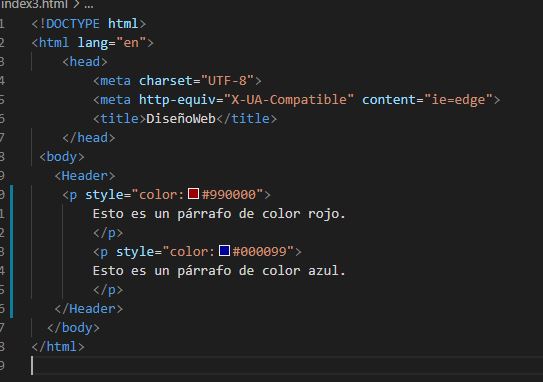 index3.html > ...
1 <!DOCTYPE html>
2 <html lang="en">
3 <head>
4 <meta charset="UTF-8">
5 <meta http-equiv="X-UA-Compatible" content="ie=edge">
6 <title>DiseñoWeb</title>
7 </head>
8 <body>
9 <Header>
0 <p style="color:#990000">
1 Esto es un párrafo de color rojo.
2 </p>
3 <p style="color:#000099">
4 Esto es un párrafo de color azul.
5 </p>
6 </Header>
7 </body>
8 </html>
9